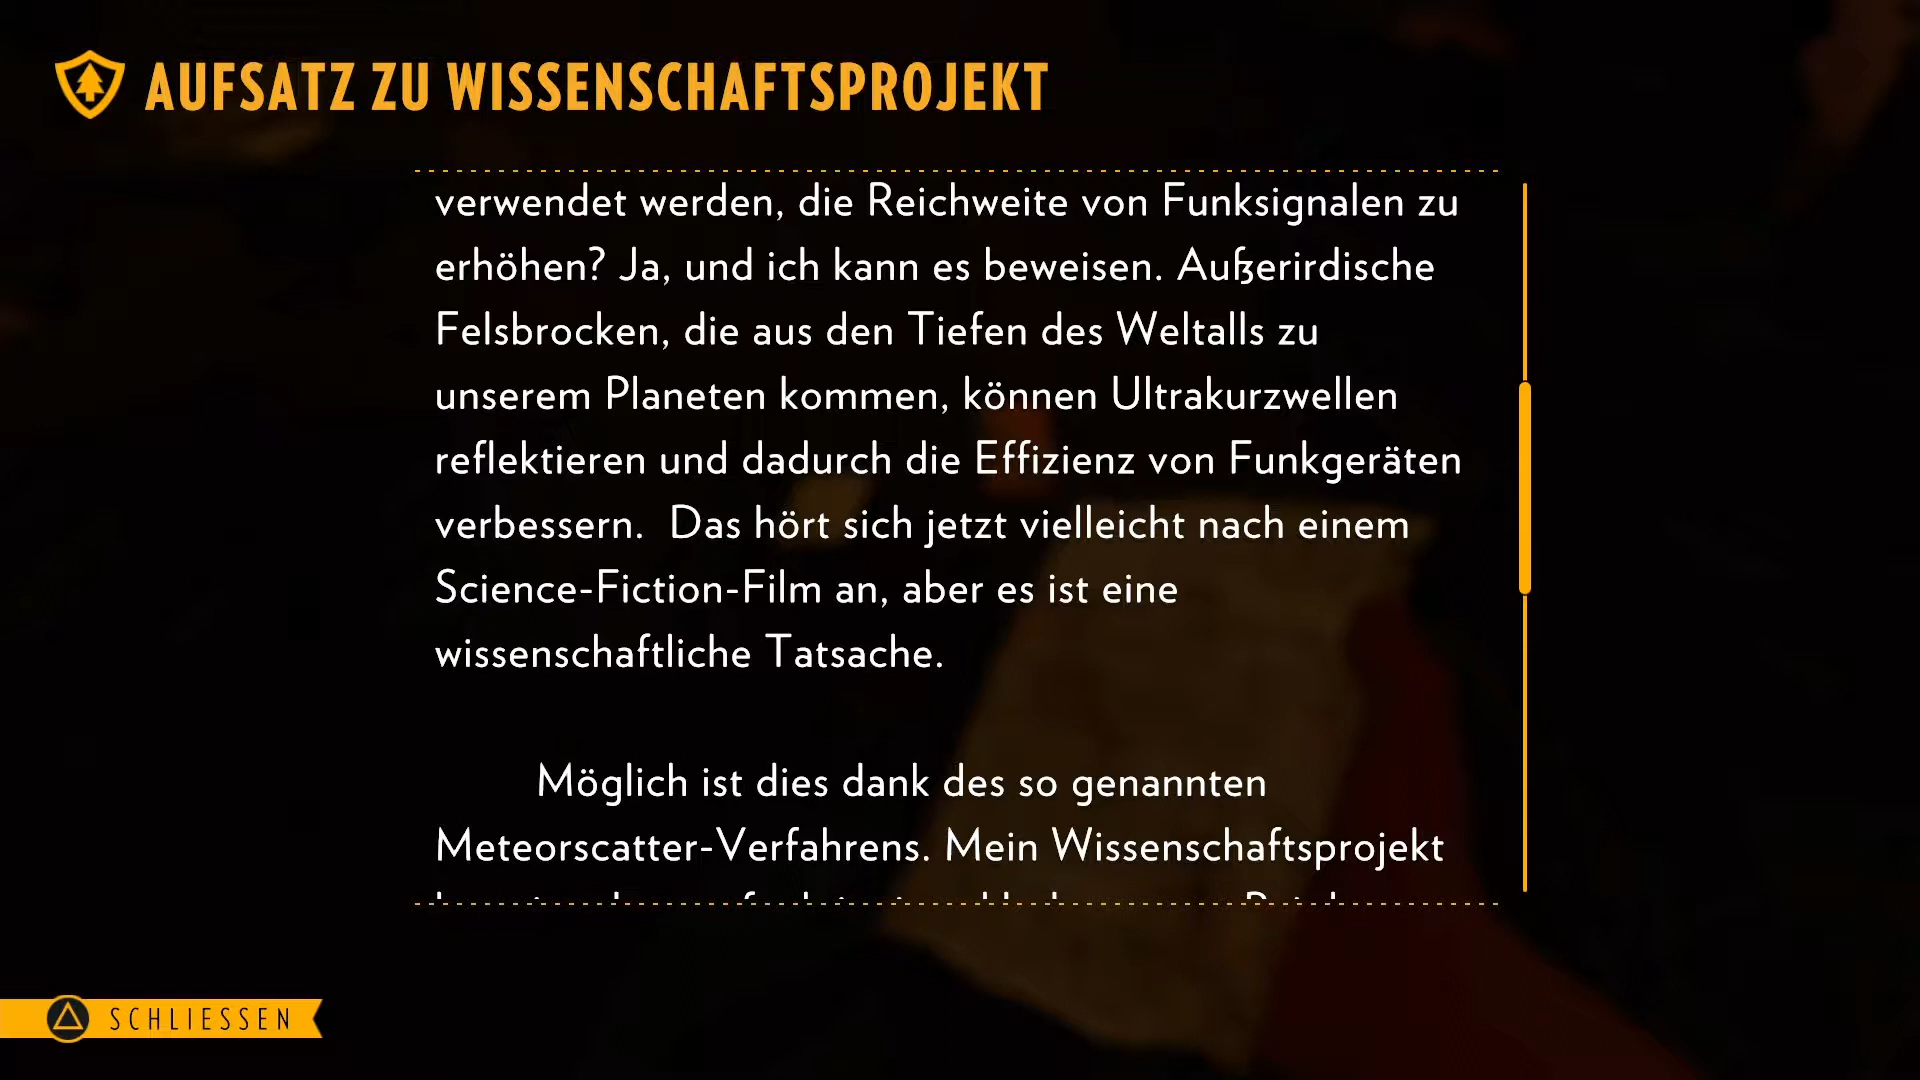 AUFSATZ ZU WISSENSCHAFTSPROJEKT
verwendet werden, die Reichweite von Funksignalen zu
erhöhen? Ja, und ich kann es beweisen. Außerirdische
Felsbrocken, die aus den Tiefen des Weltalls zu
unserem Planeten kommen, können Ultrakurzwellen
reflektieren und dadurch die Effizienz von Funkgeräten
verbessern.  Das hört sich jetzt vielleicht nach einem
Science-Fiction-Film an, aber es ist eine
wissenschaftliche Tatsache.
Möglich ist dies dank des so genannten
Meteorscatter-Verfahrens. Mein Wissenschaftsprojekt
SCHLIESSEN